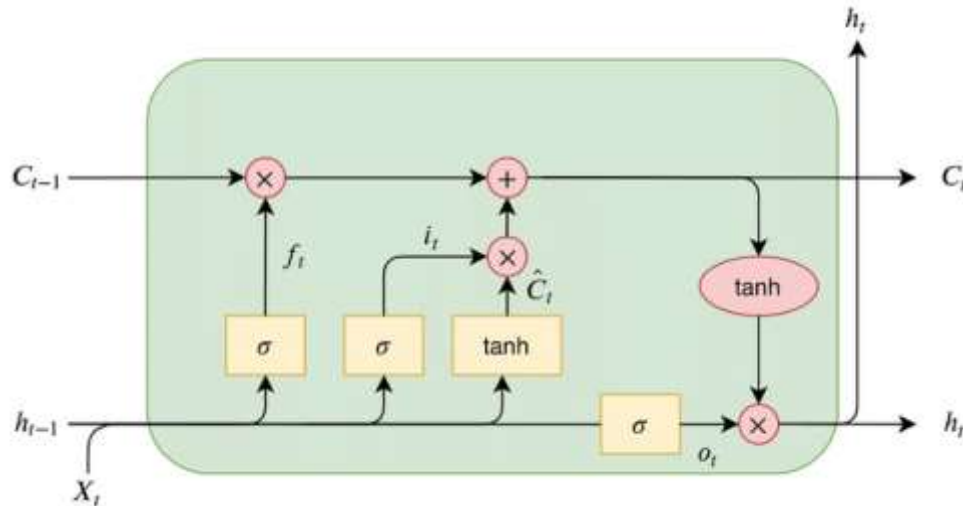 h_t
C_{t-1} × + C_t
i_t
f_t × Ĉ_t tanh
σ σ tanh
h_{t-1} σ × h_t
o_t
X_t